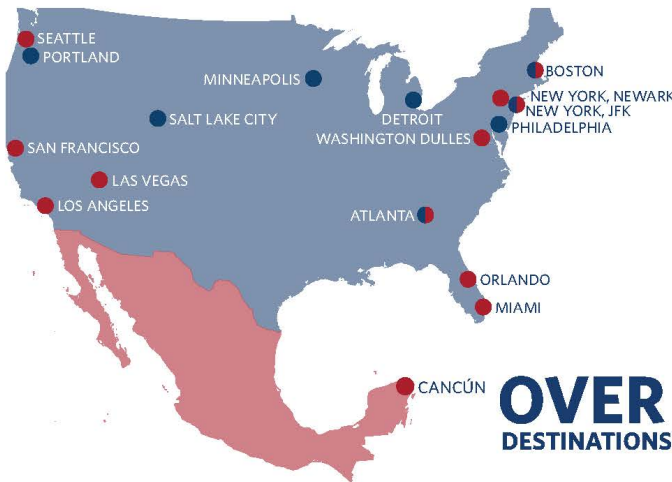 SEATTLE
PORTLAND
MINNEAPOLIS
BOSTON
SALT LAKE CITY
DETROIT
NEW YORK, NEWARK
NEW YORK, JFK
PHILADELPHIA
WASHINGTON DULLES
SAN FRANCISCO
LAS VEGAS
LOS ANGELES
ATLANTA
ORLANDO
MIAMI
CANCÚN
OVER
DESTINATIONS